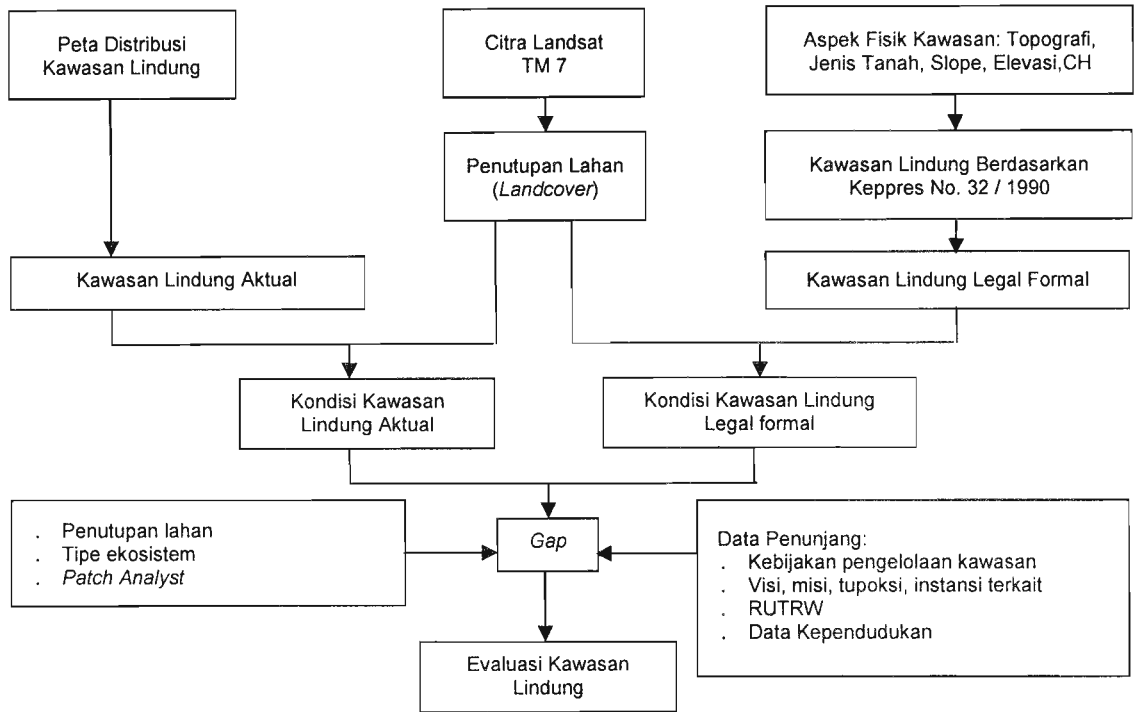 Peta Distribusi
Kawasan Lindung
Citra Landsat
TM 7
Aspek Fisik Kawasan: Topografi,
Jenis Tanah, Slope, Elevasi,CH
Penutupan Lahan
(Landcover)
Kawasan Lindung Berdasarkan
Keppres No. 32 / 1990
Kawasan Lindung Aktual
Kawasan Lindung Legal Formal
Kondisi Kawasan
Lindung Aktual
Kondisi Kawasan Lindung
Legal formal
. Penutupan lahan
. Tipe ekosistem
. Patch Analyst
Gap
Data Penunjang:
. Kebijakan pengelolaan kawasan
. Visi, misi, tupoksi, instansi terkait
. RUTRW
. Data Kependudukan
Evaluasi Kawasan
Lindung